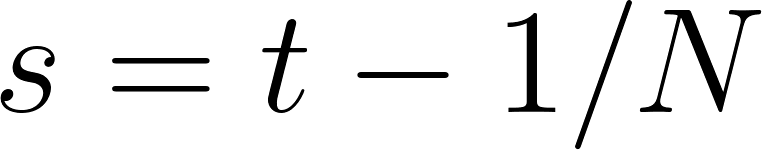 s = t − 1/N